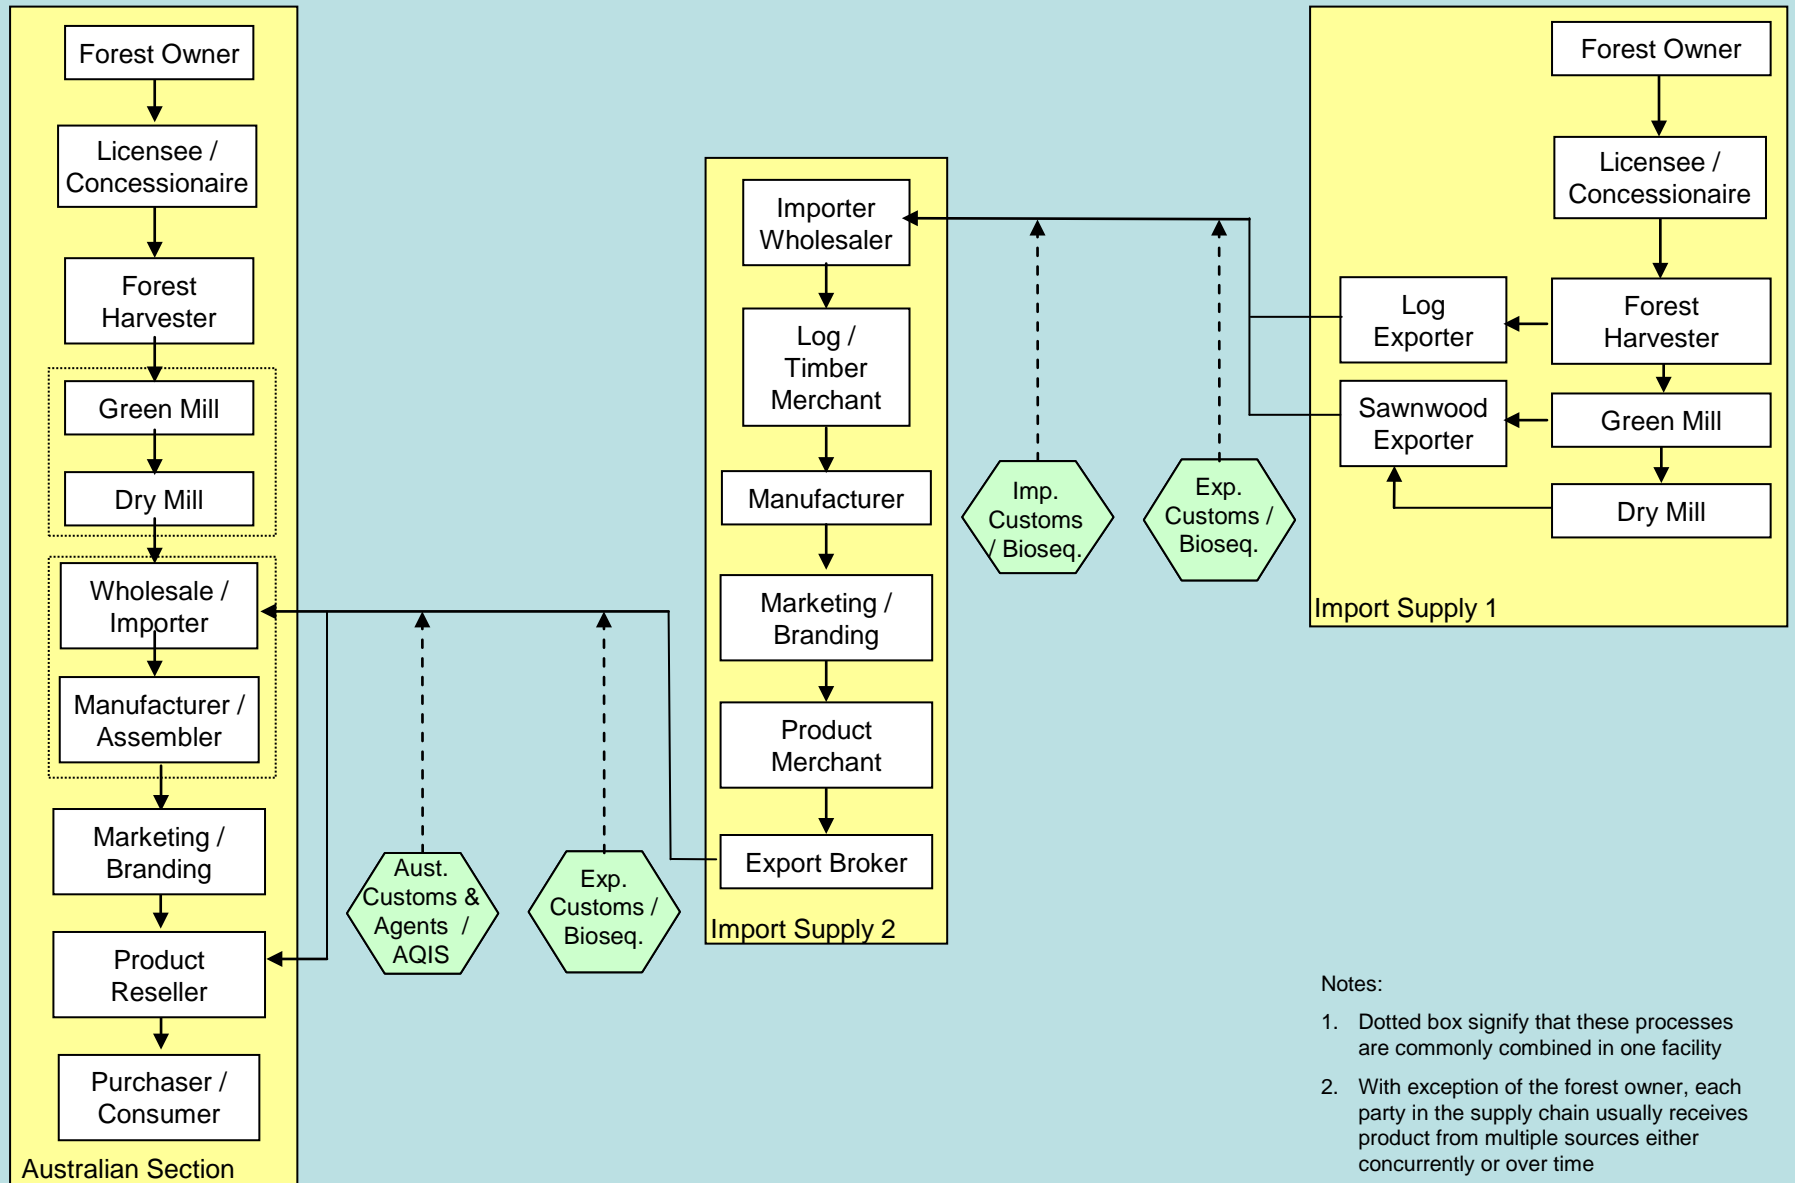 Forest Owner
Licensee /
Concessionaire
Forest
Harvester
Green Mill
Dry Mill
Wholesale /
Importer
Manufacturer /
Assembler
Marketing /
Branding
Product
Reseller
Purchaser /
Consumer
Australian Section
Aust.
Customs &
Agents /
AQIS
Exp.
Customs /
Bioseq.
Importer
Wholesaler
Log /
Timber
Merchant
Manufacturer
Marketing /
Branding
Product
Merchant
Export Broker
Import Supply 2
Imp.
Customs
/ Bioseq.
Exp.
Customs /
Bioseq.
Forest Owner
Licensee /
Concessionaire
Log
Exporter
Forest
Harvester
Sawnwood
Exporter
Green Mill
Dry Mill
Import Supply 1
Notes:
1. Dotted box signify that these processes
are commonly combined in one facility
2. With exception of the forest owner, each
party in the supply chain usually receives
product from multiple sources either
concurrently or over time